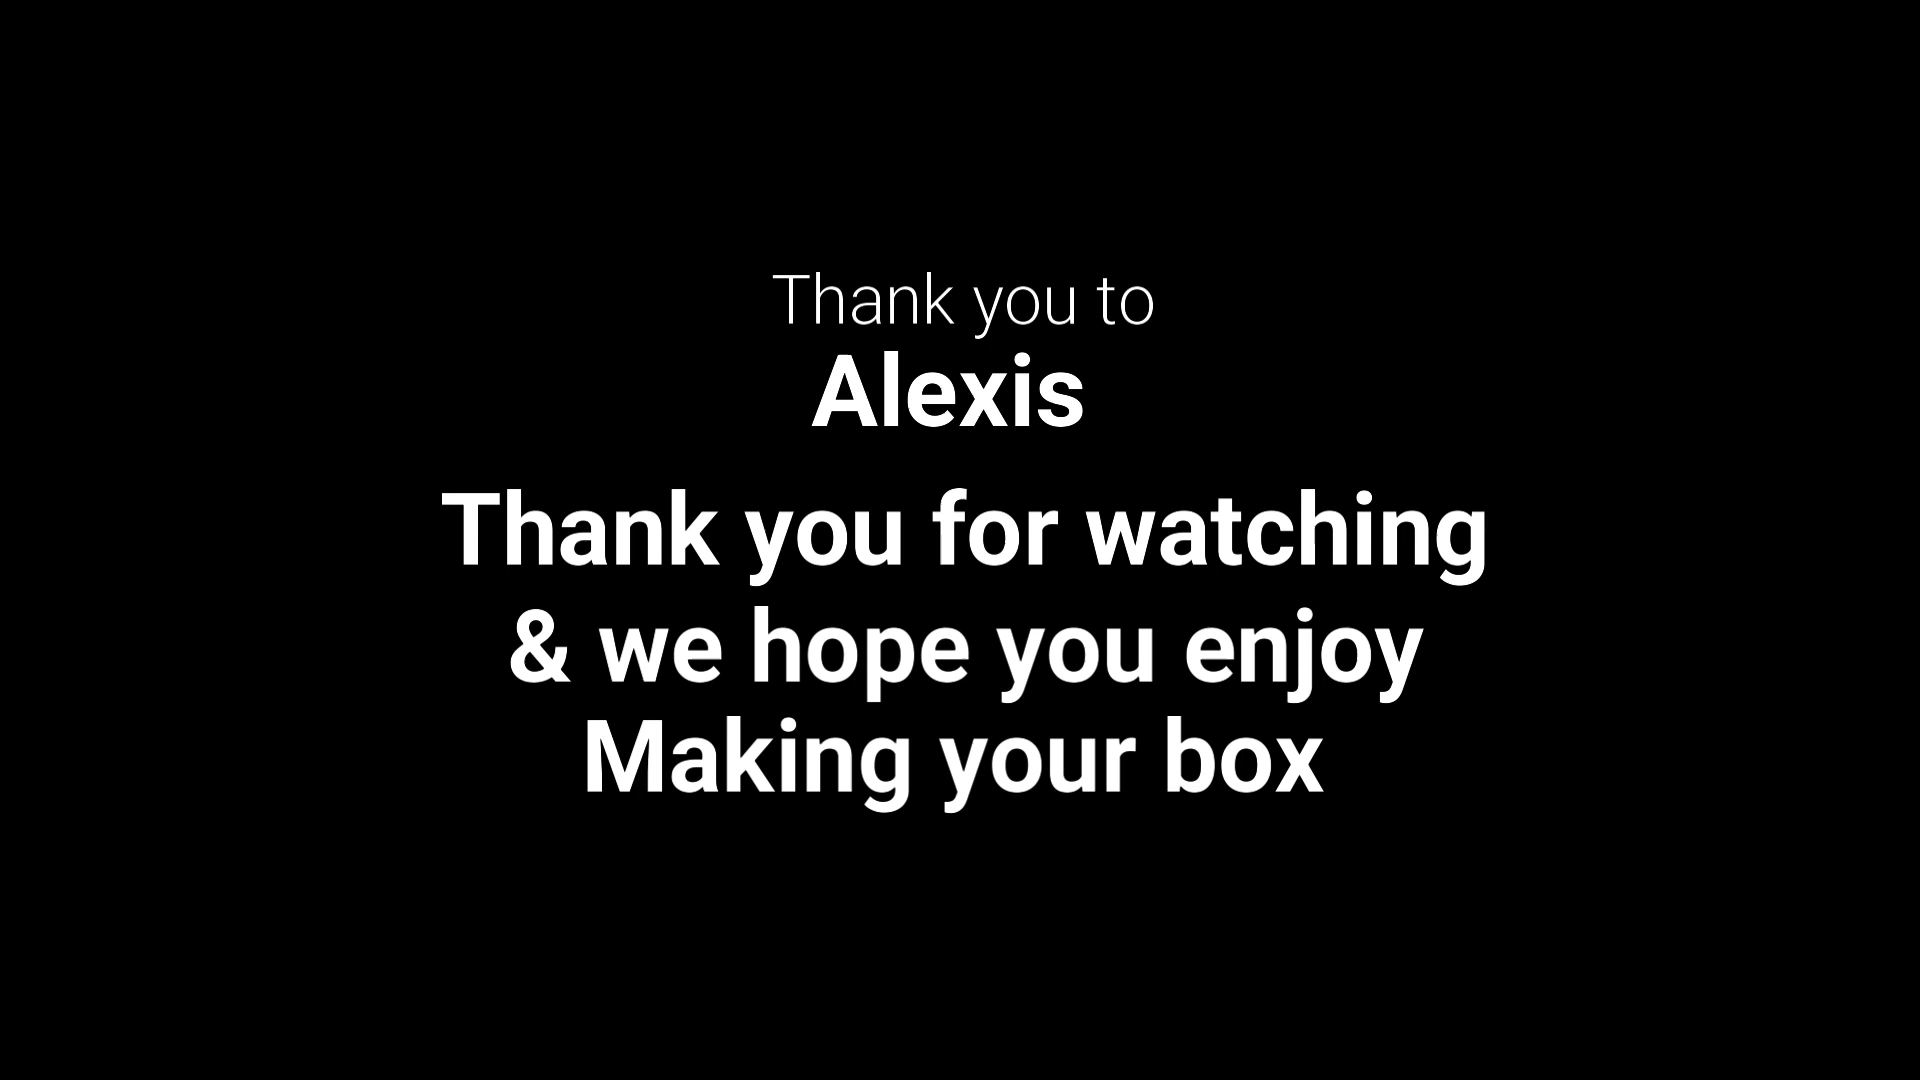 Thank you to
Alexis
Thank you for watching
& we hope you enjoy
Making your box